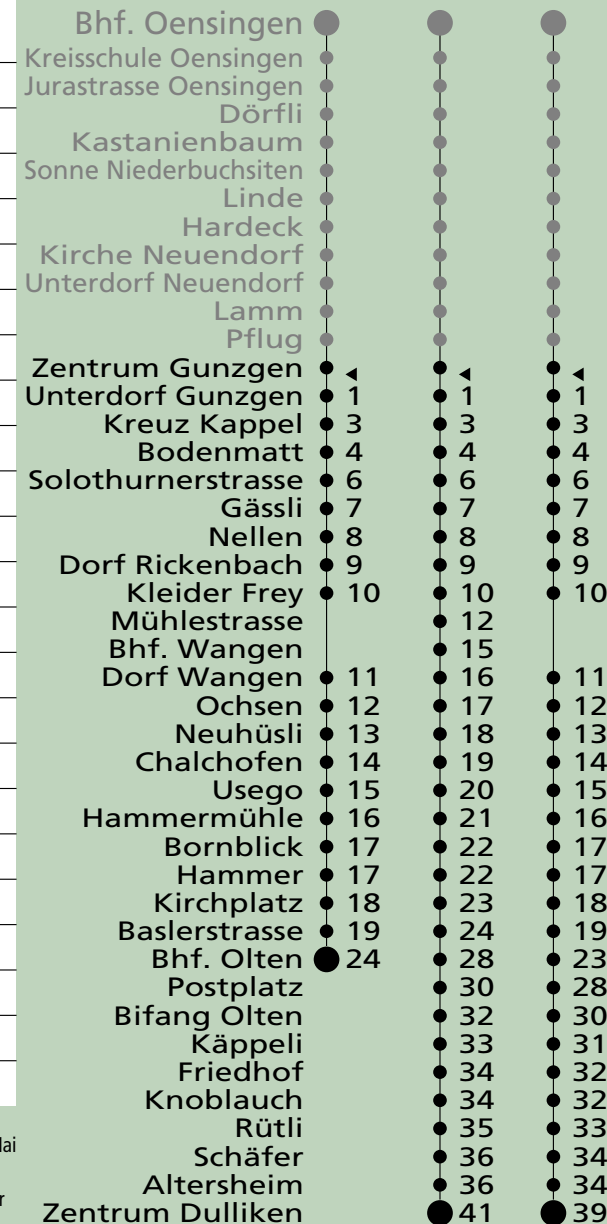 Bhf. Oensingen
Kreisschule Oensingen
Jurastrasse Oensingen
Dörfli
Kastanienbaum
Sonne Niederbuchsiten
Linde
Hardeck
Kirche Neuendorf
Unterdorf Neuendorf
Lamm
Pflug
Zentrum Gunzgen
Unterdorf Gunzgen 1 1 1
Kreuz Kappel 3 3 3
Bodenmatt 4 4 4
Solothurnerstrasse 6 6 6
Gässli 7 7 7
Nellen 8 8 8
Dorf Rickenbach 9 9 9
Kleider Frey 10 10 10
Mühlestrasse 12
Bhf. Wangen 15
Dorf Wangen 11 16 11
Ochsen 12 17 12
Neuhüsli 13 18 13
Chalchofen 14 19 14
Usego 15 20 15
Hammermühle 16 21 16
Bornblick 17 22 17
Hammer 17 22 17
Kirchplatz 18 23 18
Baslerstrasse 19 24 19
Bhf. Olten 24 28 23
Postplatz 30 28
Bifang Olten 32 30
Käppeli 33 31
Friedhof 34 32
Knoblauch 34 32
Rütli 35 33
Schäfer 36 34
Altersheim 36 34
Zentrum Dulliken 41 39